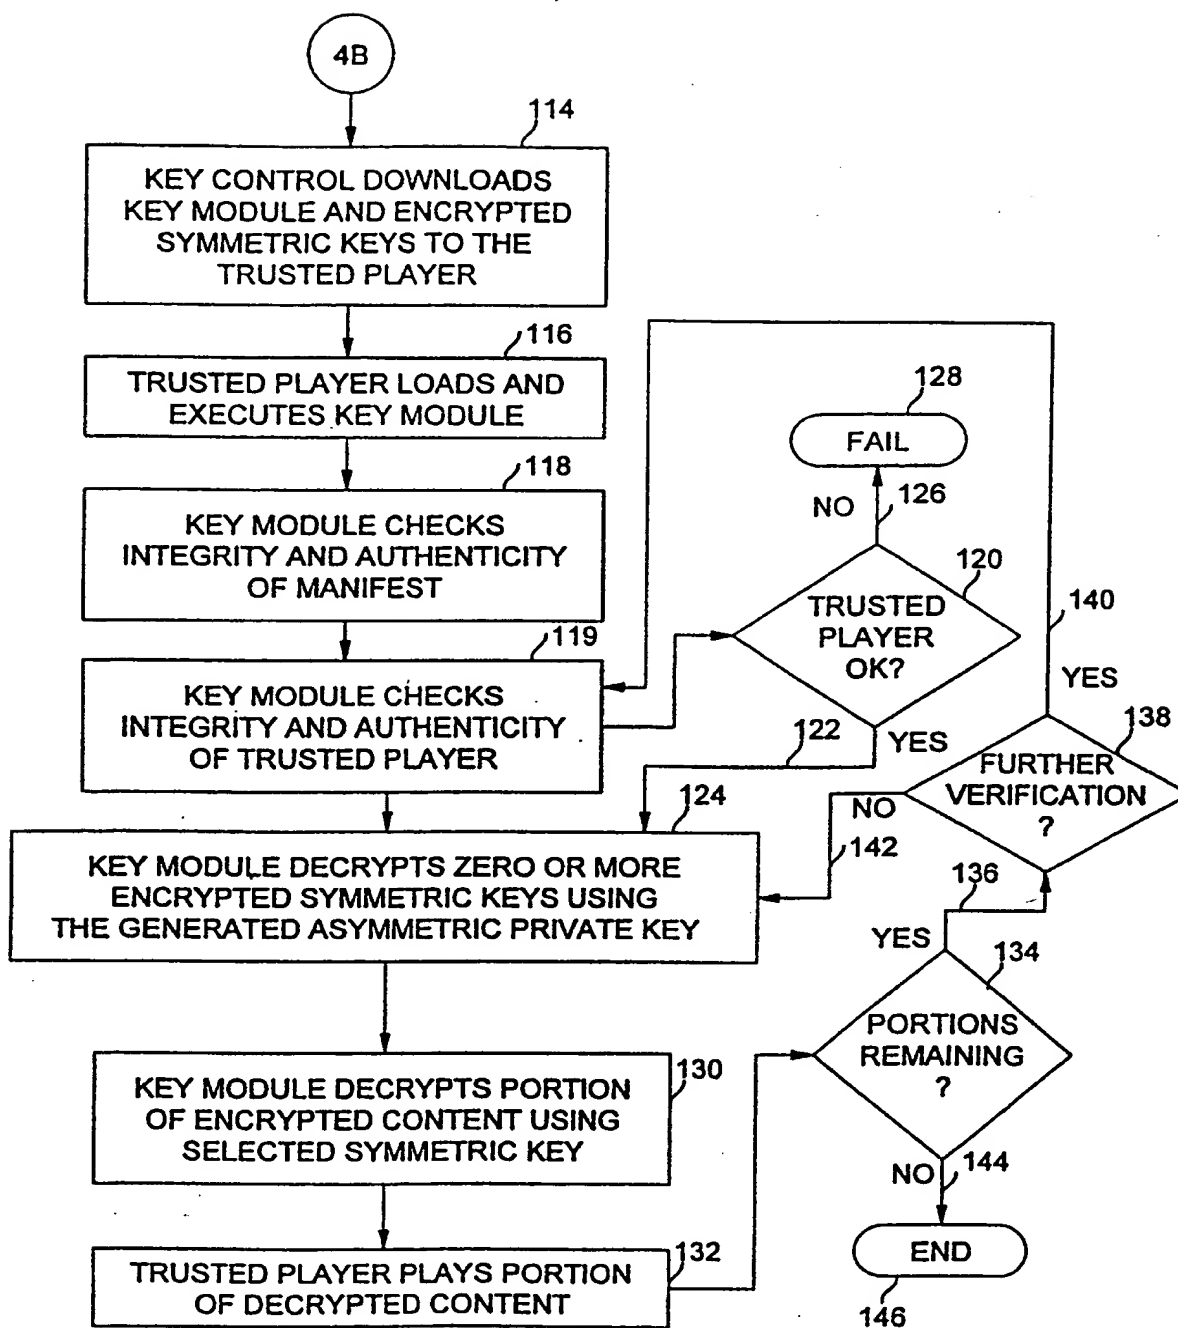 4B
114
KEY CONTROL DOWNLOADS
KEY MODULE AND ENCRYPTED
SYMMETRIC KEYS TO THE
TRUSTED PLAYER
116
TRUSTED PLAYER LOADS AND
EXECUTES KEY MODULE
118
KEY MODULE CHECKS
INTEGRITY AND AUTHENTICITY
OF MANIFEST
119
KEY MODULE CHECKS
INTEGRITY AND AUTHENTICITY
OF TRUSTED PLAYER
128
FAIL
NO
126
120
TRUSTED
PLAYER
OK?
122
YES
140
YES
138
FURTHER
VERIFICATION
?
NO
142
124
KEY MODULE DECRYPTS ZERO OR MORE
ENCRYPTED SYMMETRIC KEYS USING
THE GENERATED ASYMMETRIC PRIVATE KEY
136
YES
134
PORTIONS
REMAINING
?
130
KEY MODULE DECRYPTS PORTION
OF ENCRYPTED CONTENT USING
SELECTED SYMMETRIC KEY
NO
144
END
146
132
TRUSTED PLAYER PLAYS PORTION
OF DECRYPTED CONTENT